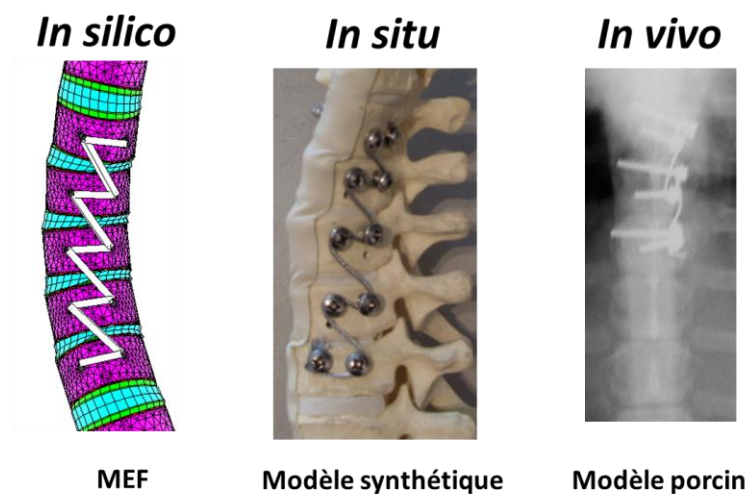 In silico
In situ
In vivo
MEF
Modèle synthétique
Modèle porcin